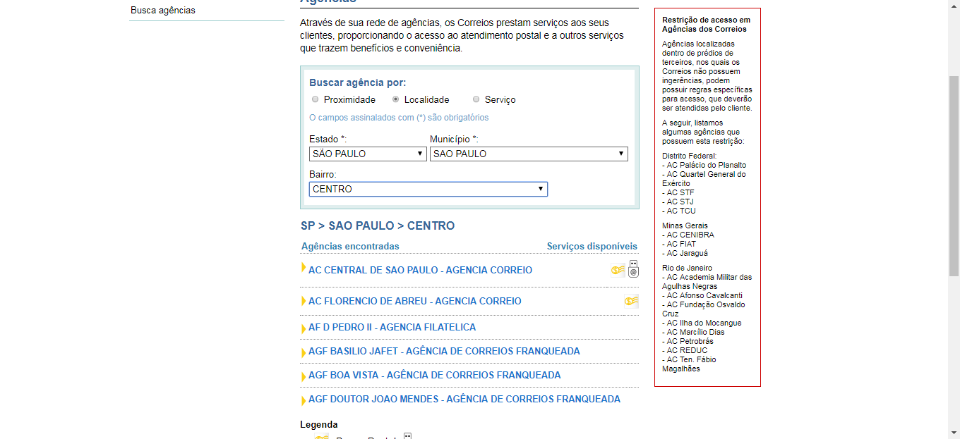 Busca agências
Agências
Através de sua rede de agências, os Correios prestam serviços aos seus
clientes, proporcionando o acesso ao atendimento postal e a outros serviços
que trazem benefícios e conveniência.
Buscar agência por:
Proximidade Localidade Serviço
O campos assinalados com (*) são obrigatórios
Estado *: Município *:
SÃO PAULO SAO PAULO
Bairro:
CENTRO
SP > SAO PAULO > CENTRO
Agências encontradas Serviços disponíveis
AC CENTRAL DE SAO PAULO - AGENCIA CORREIO
AC FLORENCIO DE ABREU - AGENCIA CORREIO
AF D PEDRO II - AGENCIA FILATELICA
AGF BASILIO JAFET - AGÊNCIA DE CORREIOS FRANQUEADA
AGF BOA VISTA - AGÊNCIA DE CORREIOS FRANQUEADA
AGF DOUTOR JOAO MENDES - AGÊNCIA DE CORREIOS FRANQUEADA
Legenda
Restrição de acesso em
Agências dos Correios
Agências localizadas
dentro de prédios de
terceiros, nos quais os
Correios não possuem
ingerências, podem
possuir regras específicas
para acesso, que deverão
ser atendidas pelo cliente.
A seguir, listamos
algumas agências que
possuem esta restrição:
Distrito Federal:
- AC Palácio do Planalto
- AC Quartel General do
Exército
- AC STF
- AC STJ
- AC TCU
Minas Gerais
- AC CENIBRA
- AC FIAT
- AC Jaraguá
Rio de Janeiro
- AC Academia Militar das
Agulhas Negras
- AC Afonso Cavalcanti
- AC Fundação Osvaldo
Cruz
- AC Ilha do Mocangue
- AC Marcílio Dias
- AC Petrobrás
- AC REDUC
- AC Ten. Fábio
Magalhães